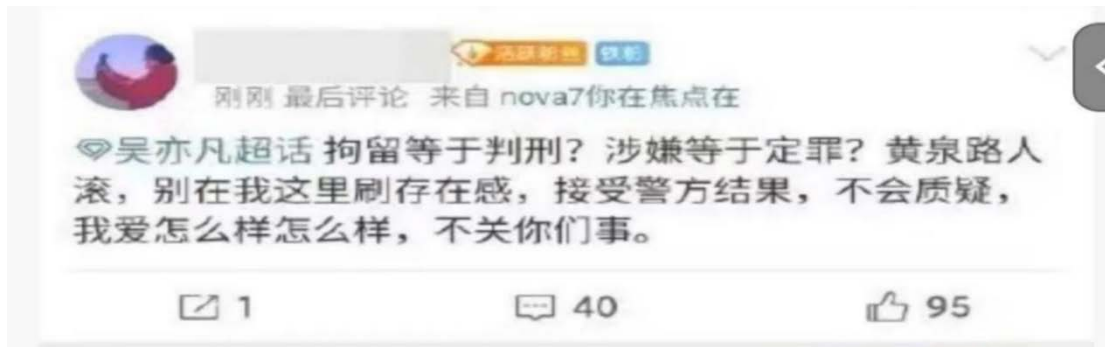 活跃粉丝 铁粉
刚刚 最后评论 来自 nova7你在焦点在
吴亦凡超话 拘留等于判刑？涉嫌等于定罪？黄泉路人
滚，别在我这里刷存在感，接受警方结果，不会质疑，
我爱怎么样怎么样，不关你们事。
1 40 95